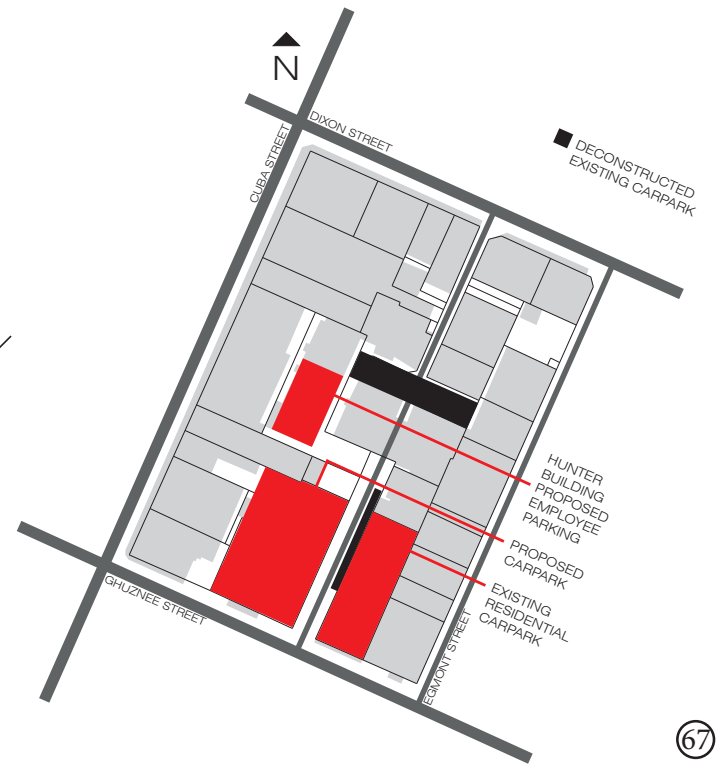 N
DIXON STREET
CUBA STREET
DECONSTRUCTED
EXISTING CARPARK
HUNTER
BUILDING
PROPOSED
EMPLOYEE
PARKING
PROPOSED
CARPARK
EXISTING
RESIDENTIAL
CARPARK
GHUZNEE STREET
EGMONT STREET
67